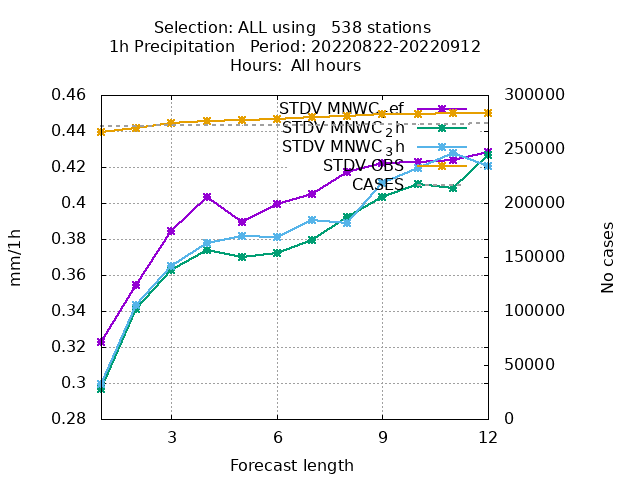 Selection: ALL using   538 stations
1h Precipitation   Period: 20220822-20220912
Hours:  All hours
0.46
0.44
0.42
0.4
0.38
0.36
0.34
0.32
0.3
0.28
mm/1h
STDV MNWC_ref
STDV MNWC_2h
STDV MNWC_3h
STDV OBS
CASES
300000
250000
200000
150000
100000
50000
0
No cases
3
6
9
12
Forecast length